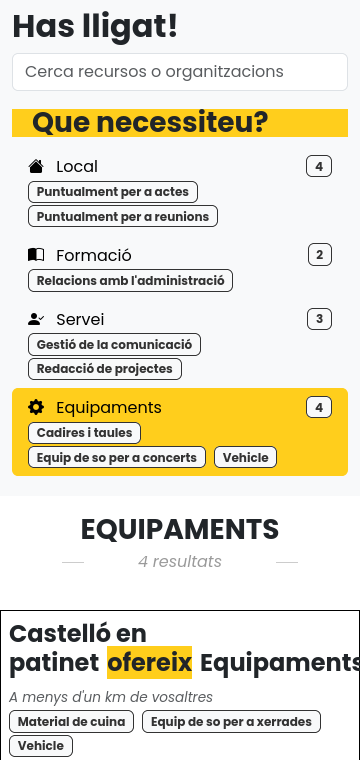 Has lligat!
Cerca recursos o organitzacions
Que necessiteu?
Local 4
Puntualment per a actes
Puntualment per a reunions
Formació 2
Relacions amb l'administració
Servei 3
Gestió de la comunicació
Redacció de projectes
Equipaments 4
Cadires i taules
Equip de so per a concerts Vehicle
EQUIPAMENTS
4 resultats
Castelló en
patinet ofereix Equipaments
A menys d'un km de vosaltres
Material de cuina Equip de so per a xerrades
Vehicle